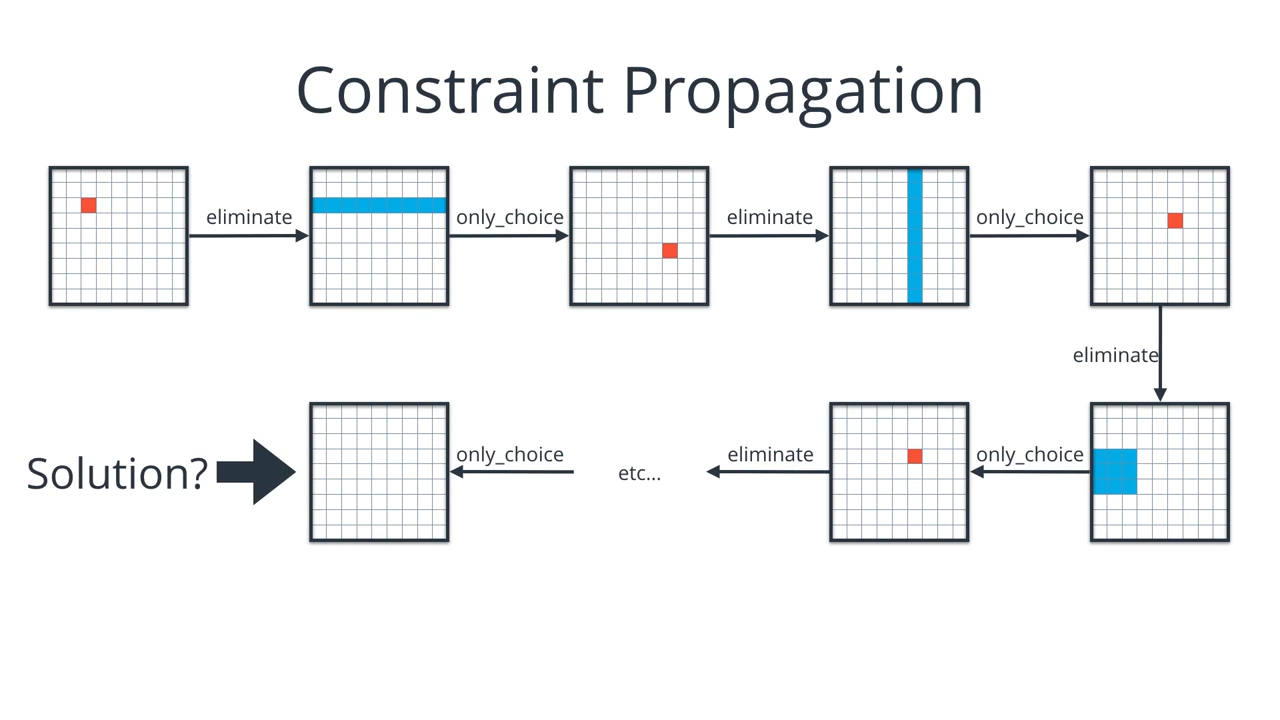 Constraint Propagation
eliminate
only_choice
eliminate
only_choice
eliminate
only_choice
eliminate
etc...
only_choice
Solution?